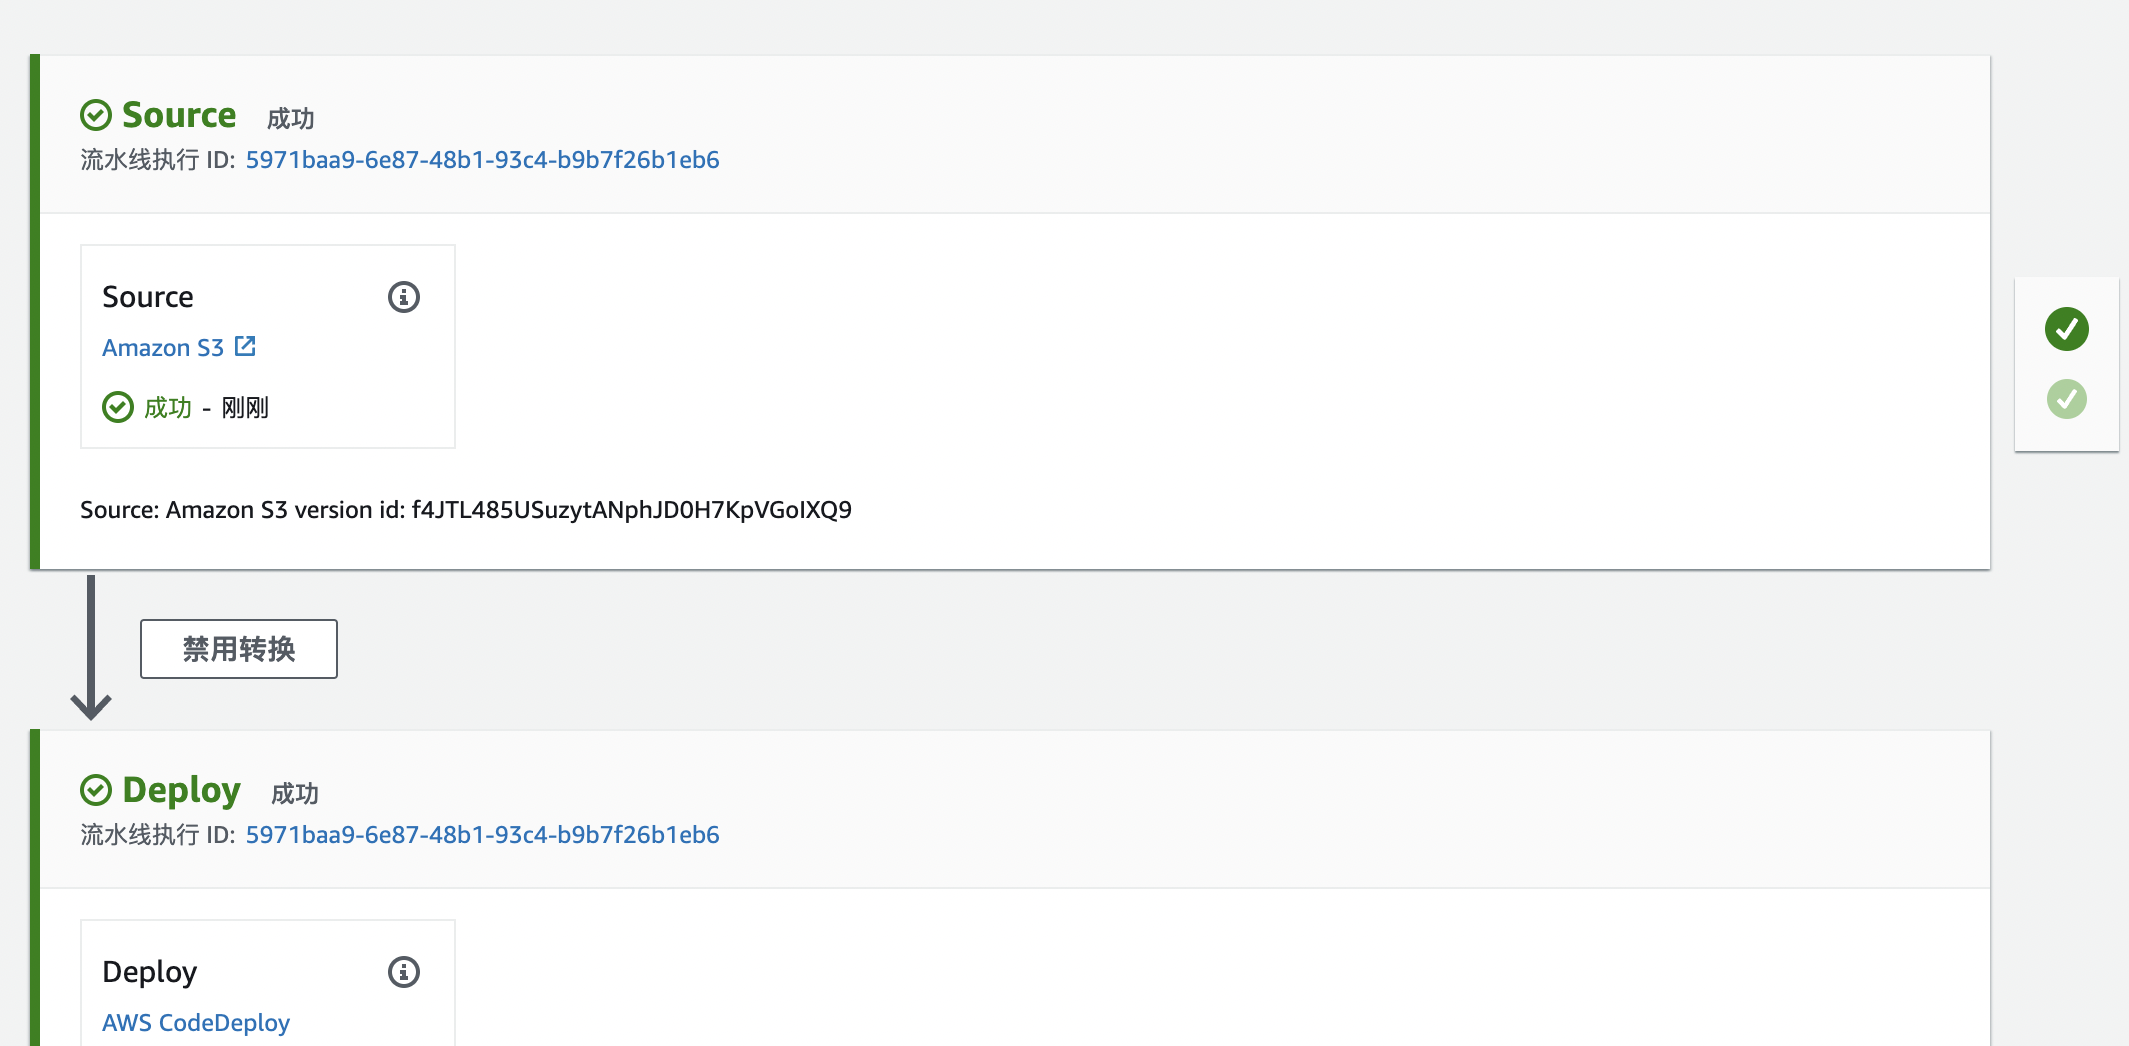 Source 成功
流水线执行 ID: 5971baa9-6e87-48b1-93c4-b9b7f26b1eb6
Source
Amazon S3
成功 - 刚刚
Source: Amazon S3 version id: f4JTL485USuzytANphJD0H7KpVGoIXQ9
禁用转换
Deploy 成功
流水线执行 ID: 5971baa9-6e87-48b1-93c4-b9b7f26b1eb6
Deploy
AWS CodeDeploy